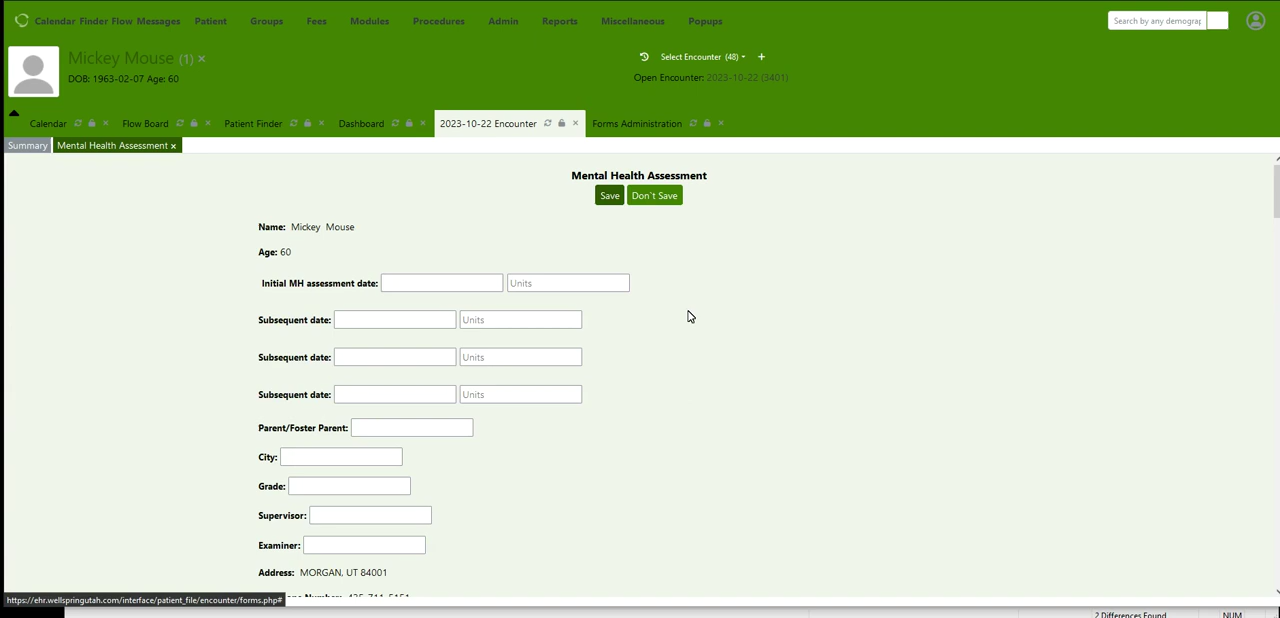 Calendar Finder Flow Messages Patient Groups Fees Modules Procedures Admin Reports Miscellaneous Popups Search by any demograp
Mickey Mouse (1) ×
Select Encounter (48) +
DOB: 1963-02-07 Age: 60
Open Encounter: 2023-10-22 (3401)
Calendar × Flow Board × Patient Finder × Dashboard × 2023-10-22 Encounter × Forms Administration ×
Summary Mental Health Assessment ×
Mental Health Assessment
Save Don`t Save
Name: Mickey Mouse
Age: 60
Initial MH assessment date: Units
Subsequent date: Units
Subsequent date: Units
Subsequent date: Units
Parent/Foster Parent:
City:
Grade:
Supervisor:
Examiner:
Address: MORGAN, UT 84001
https://ehr.wellspringutah.com/interface/patient_file/encounter/forms.php#
2 Differences Found NUM